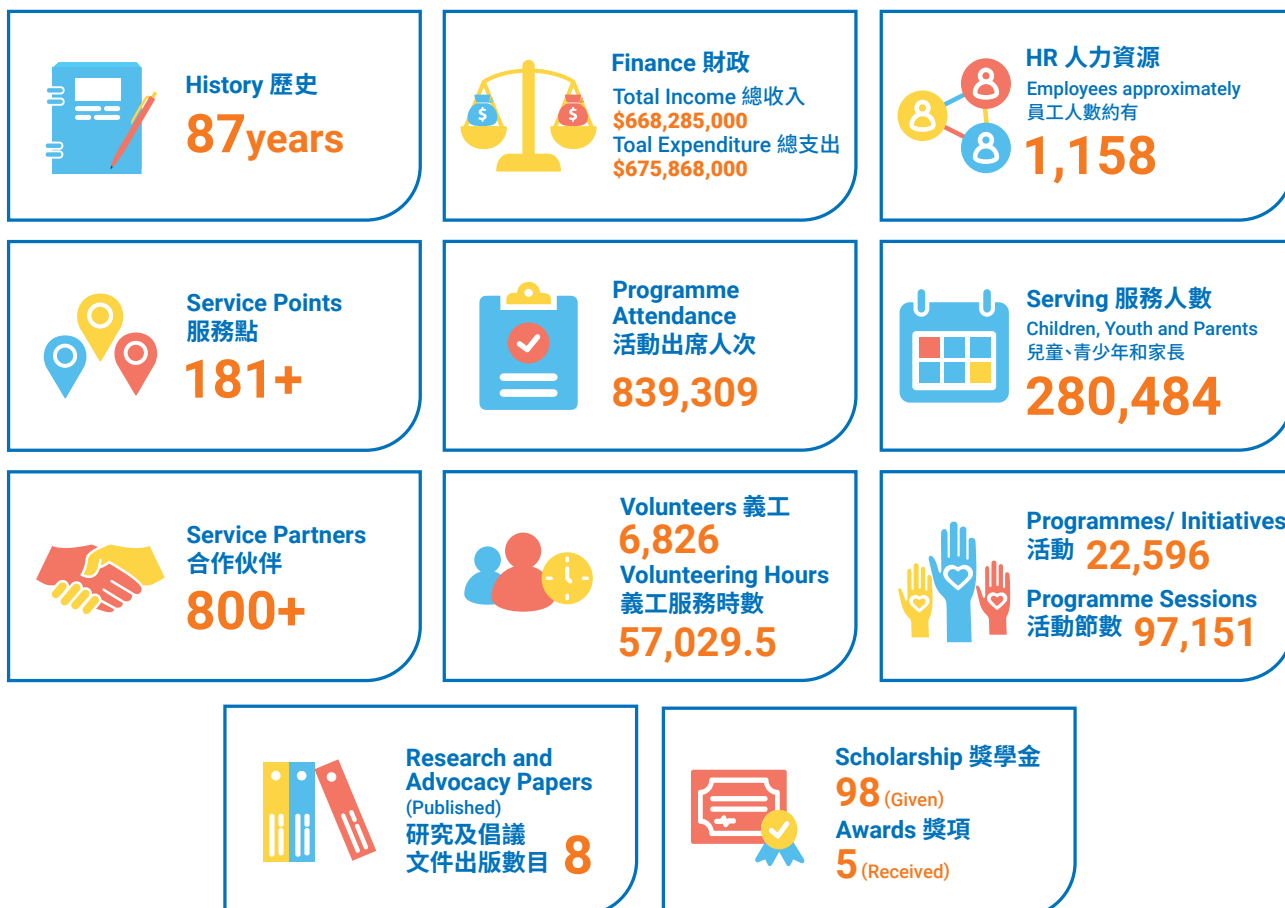 History 歷史
87years
Finance 財政
Total Income 總收入
$668,285,000
Toal Expenditure 總支出
$675,868,000
HR 人力資源
Employees approximately
員工人數約有
1,158
Service Points
服務點
181+
Programme
Attendance
活動出席人次
839,309
Serving 服務人數
Children, Youth and Parents
兒童、青少年和家長
280,484
Service Partners
合作伙伴
800+
Volunteers 義工
6,826
Volunteering Hours
義工服務時數
57,029.5
Programmes/ Initiatives
活動 22,596
Programme Sessions
活動節數 97,151
Research and
Advocacy Papers
(Published)
研究及倡議
文件出版數目 8
Scholarship 獎學金
98 (Given)
Awards 獎項
5 (Received)
$
$